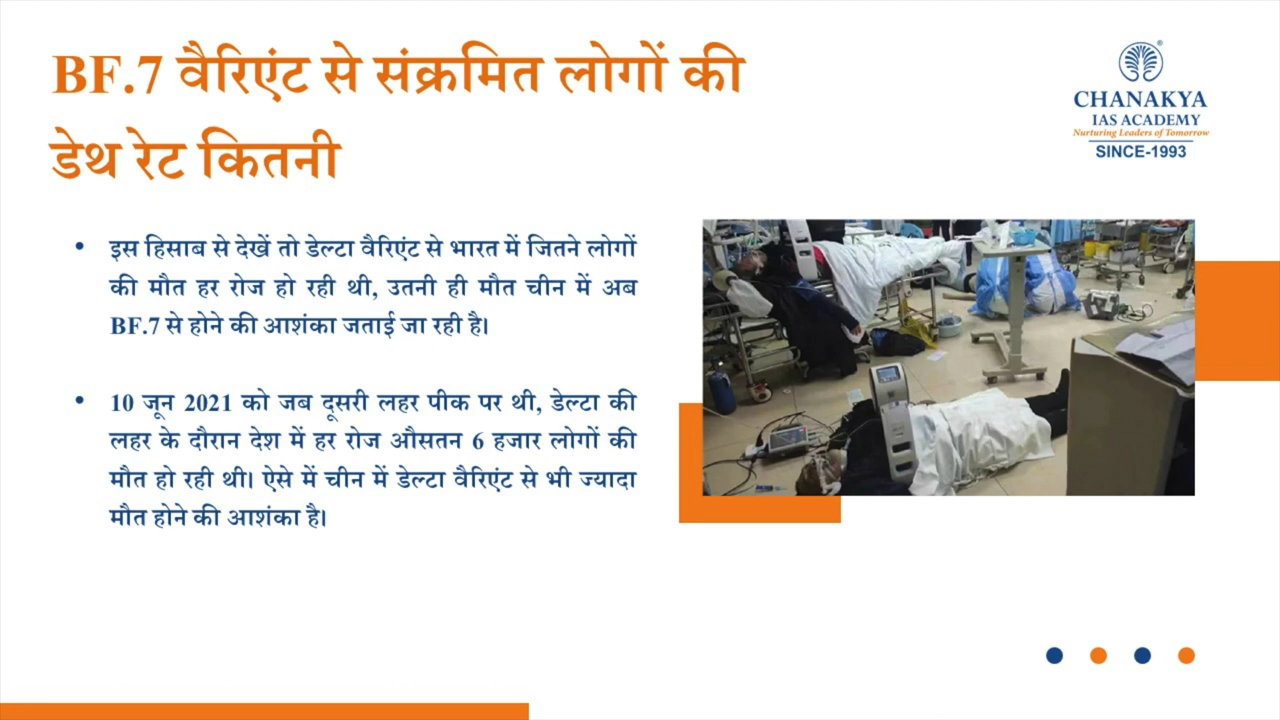 BF.7 वैरिएंट से संक्रमित लोगों की
डेथ रेट कितनी
CHANAKYA
IAS ACADEMY
Nurturing Leaders of Tomorrow
SINCE-1993
• इस हिसाब से देखें तो डेल्टा वैरिएंट से भारत में जितने लोगों
की मौत हर रोज हो रही थी, उतनी ही मौत चीन में अब
BF.7 से होने की आशंका जताई जा रही है।
• 10 जून 2021 को जब दूसरी लहर पीक पर थी, डेल्टा की
लहर के दौरान देश में हर रोज औसतन 6 हजार लोगों की
मौत हो रही थी। ऐसे में चीन में डेल्टा वैरिएंट से भी ज्यादा
मौत होने की आशंका है।